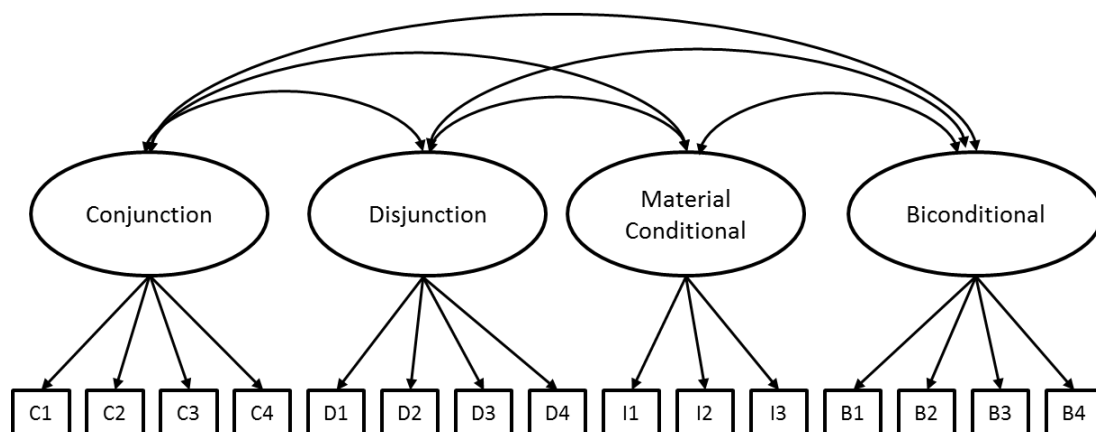 Conjunction
Disjunction
Material
Conditional
Biconditional
C1
C2
C3
C4
D1
D2
D3
D4
I1
I2
I3
B1
B2
B3
B4